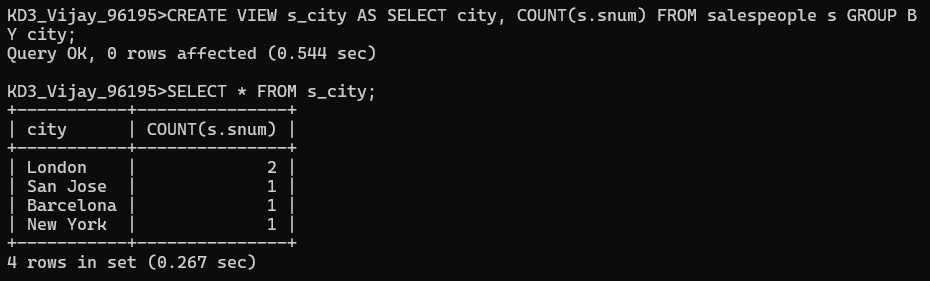 KD3_Vijay_96195>CREATE VIEW s_city AS SELECT city, COUNT(s.snum) FROM salespeople s GROUP B
Y city;
Query OK, 0 rows affected (0.544 sec)

KD3_Vijay_96195>SELECT * FROM s_city;
+-----------+---------------+
| city      | COUNT(s.snum) |
+-----------+---------------+
| London    |             2 |
| San Jose  |             1 |
| Barcelona |             1 |
| New York  |             1 |
+-----------+---------------+
4 rows in set (0.267 sec)